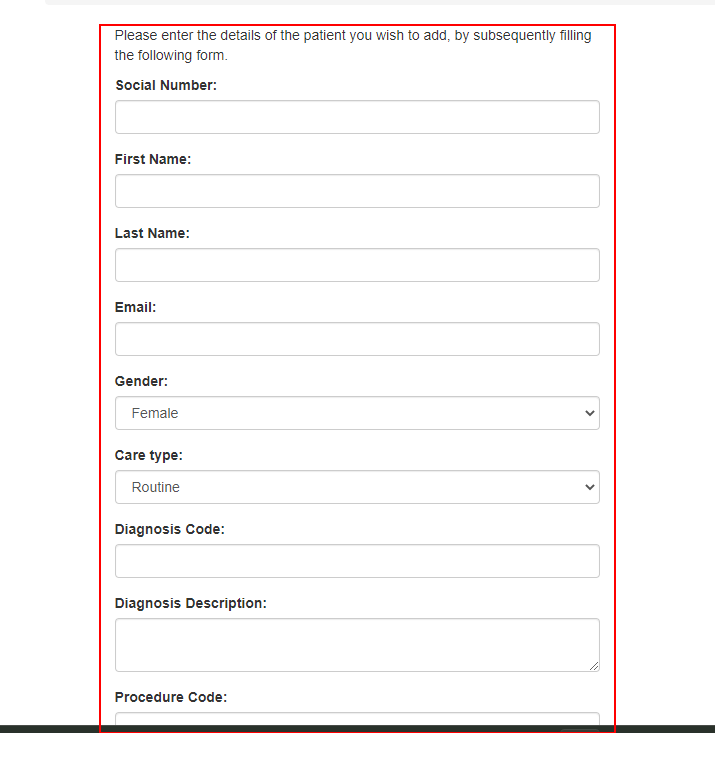 Please enter the details of the patient you wish to add, by subsequently filling
the following form.
Social Number:
First Name:
Last Name:
Email:
Gender:
Female
Care type:
Routine
Diagnosis Code:
Diagnosis Description:
Procedure Code: